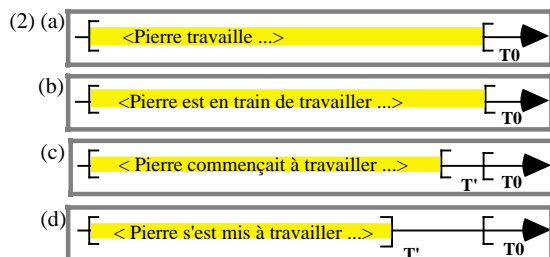 (2) (a) <Pierre travaille ...>
T0
(b) <Pierre est en train de travailler ...>
T0
(c) < Pierre commençait à travailler ...>
T' T0
(d) < Pierre s'est mis à travailler ...>
T' T0